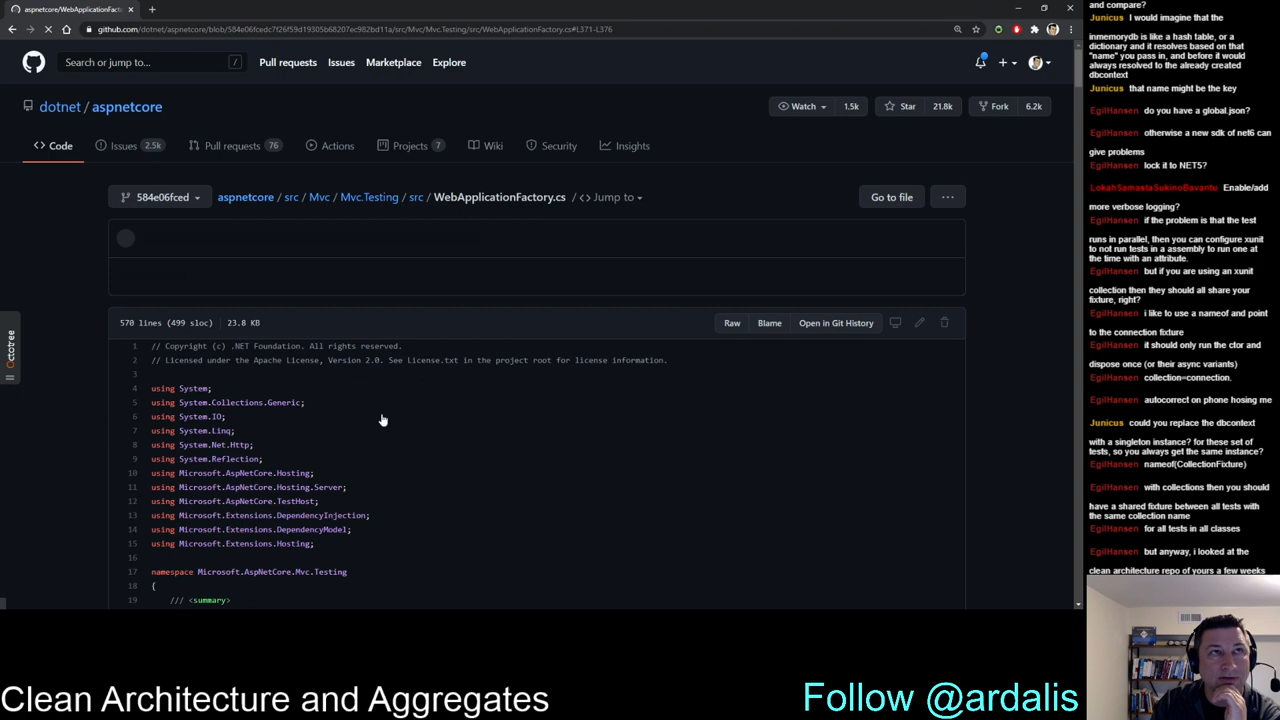 aspnetcore/WebApplicationFacto
github.com/dotnet/aspnetcore/blob/584e06fcedc7f26f59d19305b68207ec982bd11a/src/Mvc/Mvc.Testing/src/WebApplicationFactory.cs#L371-L376
Search or jump to...
/
Pull requests
Issues
Marketplace
Explore
dotnet / aspnetcore
Watch
1.5k
Star
21.8k
Fork
6.2k
Code
Issues 2.5k
Pull requests 76
Actions
Projects 7
Wiki
Security
Insights
584e06fced
aspnetcore / src / Mvc / Mvc.Testing / src / WebApplicationFactory.cs / <> Jump to
Go to file
...
Octotree
570 lines (499 sloc) 23.8 KB
Raw
Blame
Open in Git History
1 // Copyright (c) .NET Foundation. All rights reserved.
2 // Licensed under the Apache License, Version 2.0. See License.txt in the project root for license information.
3
4 using System;
5 using System.Collections.Generic;
6 using System.IO;
7 using System.Linq;
8 using System.Net.Http;
9 using System.Reflection;
10 using Microsoft.AspNetCore.Hosting;
11 using Microsoft.AspNetCore.Hosting.Server;
12 using Microsoft.AspNetCore.TestHost;
13 using Microsoft.Extensions.DependencyInjection;
14 using Microsoft.Extensions.DependencyModel;
15 using Microsoft.Extensions.Hosting;
16
17 namespace Microsoft.AspNetCore.Mvc.Testing
18 {
19 /// <summary>
and compare?
Junicus I would imagine that the
inmemorydb is like a hash table, or a
dictionary and it resolves based on that
"name" you pass in, and before it would
always resolved to the already created
dbcontext
Junicus that name might be the key
EgilHansen do you have a global.json?
EgilHansen otherwise a new sdk of net6 can
give problems
EgilHansen lock it to NET5?
LokahSamastaSukinoBavantu Enable/add
more verbose logging?
EgilHansen if the problem is that the test
runs in parallel, then you can configure xunit
to not run tests in a assembly to run one at
the time with an attribute.
EgilHansen but if you are using an xunit
collection then they should all share your
fixture, right?
EgilHansen i like to use a nameof and point
to the connection fixture
EgilHansen it should only run the ctor and
dispose once (or their async variants)
EgilHansen collection=connection.
EgilHansen autocorrect on phone hosing me
Junicus could you replace the dbcontext
with a singleton instance? for these set of
tests, so you always get the same instance?
EgilHansen nameof(CollectionFixture)
EgilHansen with collections then you should
have a shared fixture between all tests with
the same collection name
EgilHansen for all tests in all classes
EgilHansen but anyway, i looked at the
clean architecture repo of yours a few weeks
Clean Architecture and Aggregates
Follow @ardalis